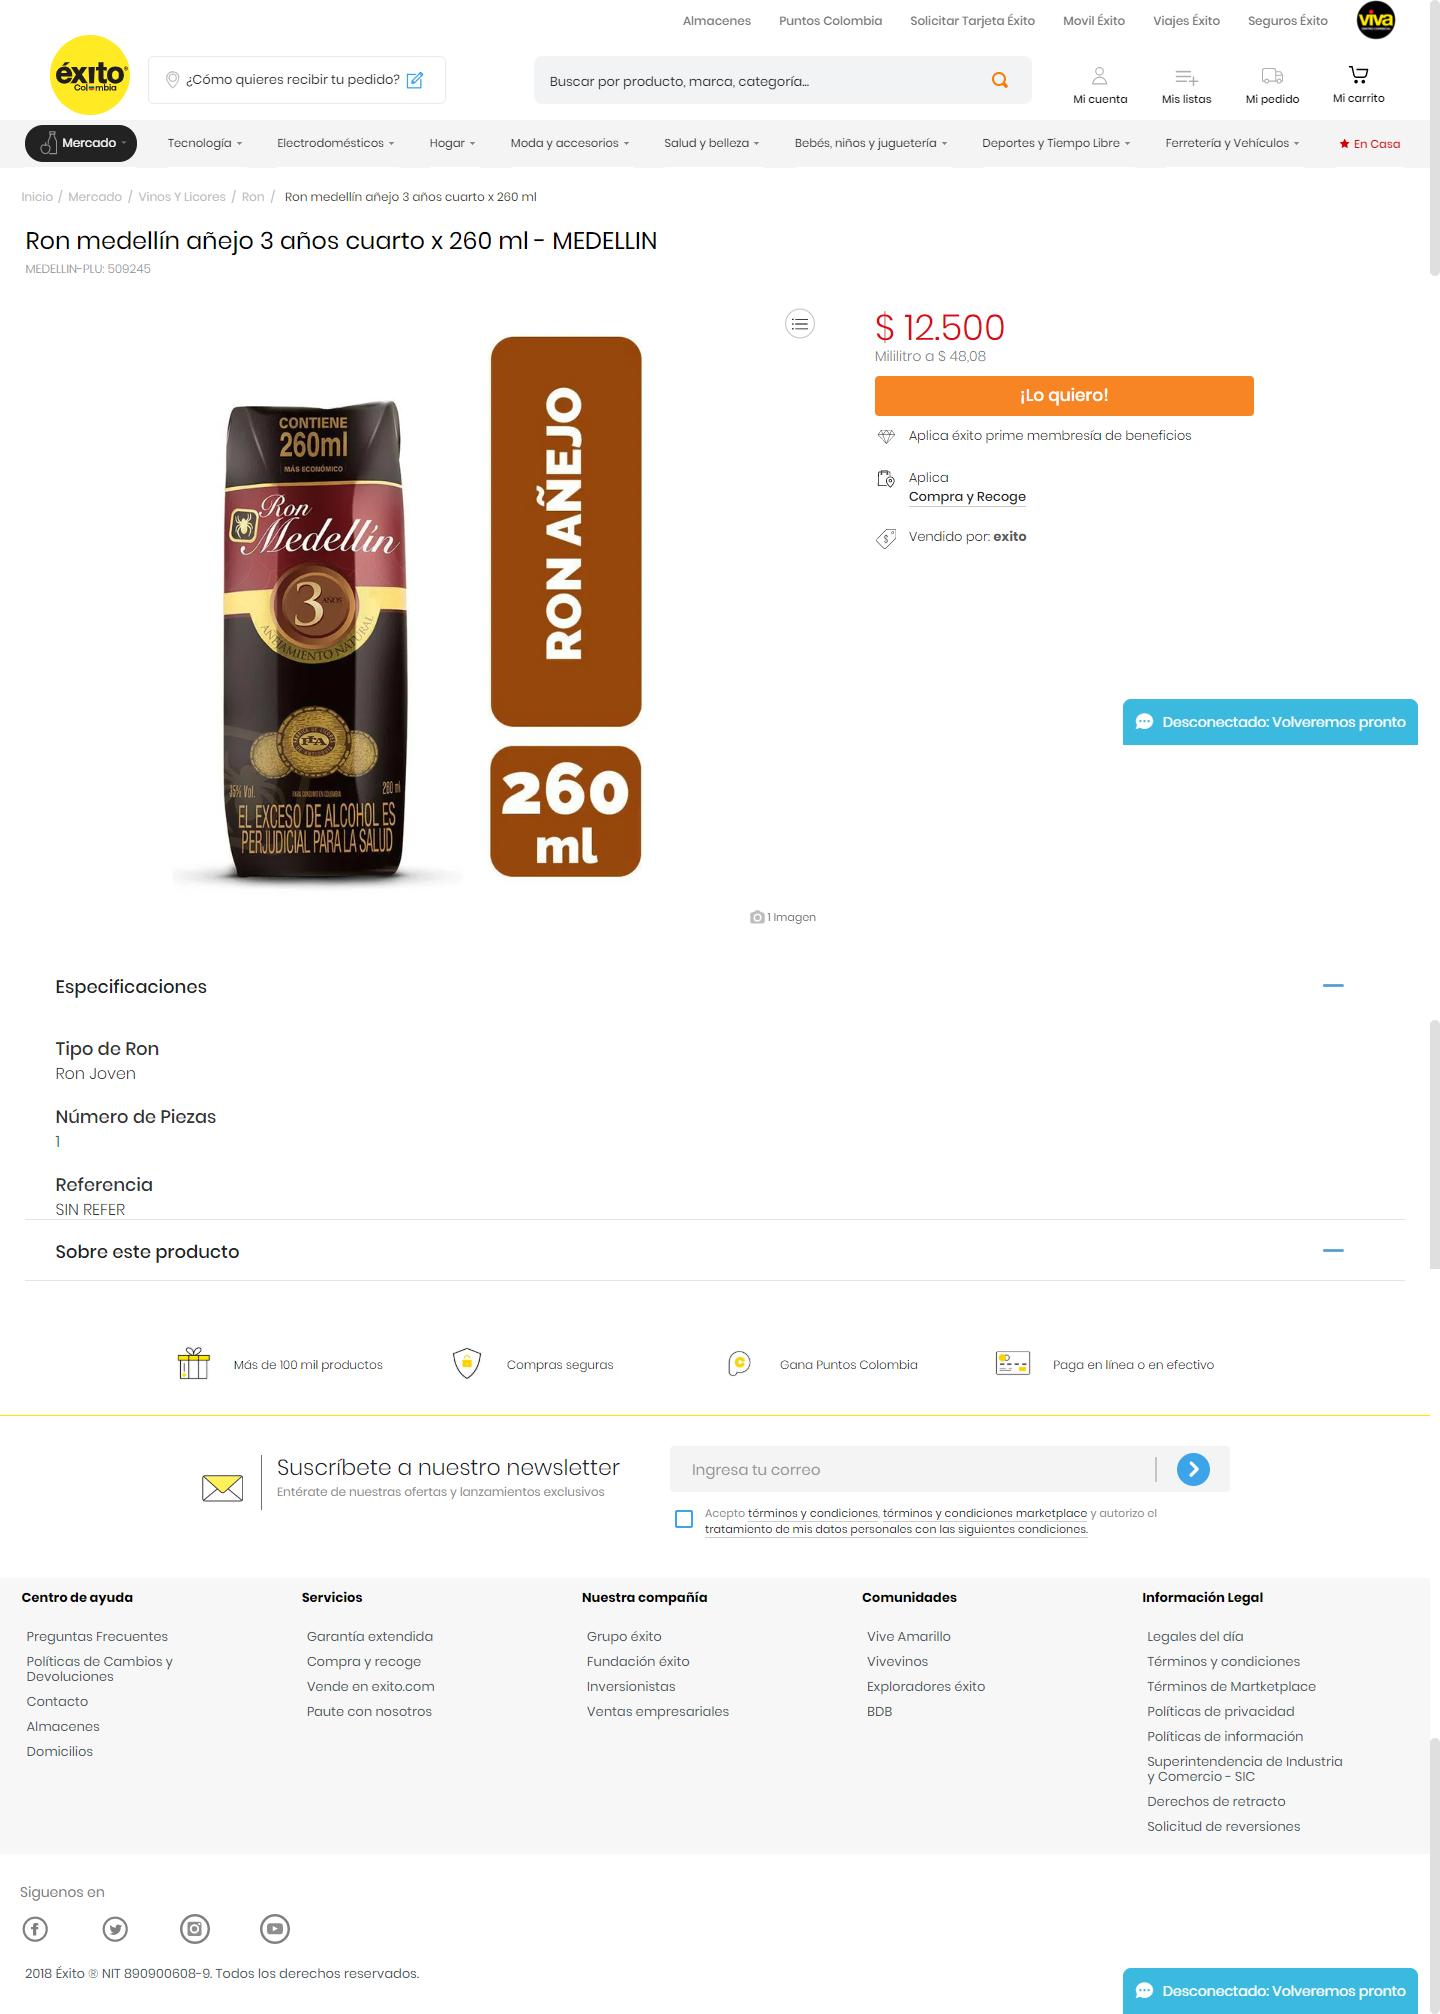 Almacenes Puntos Colombia Solicitar Tarjeta Éxito Movil Éxito Viajes Éxito Seguros Éxito viva
éxito
Colombia
¿Cómo quieres recibir tu pedido?
Buscar por producto, marca, categoría...
Mi cuenta Mis listas Mi pedido Mi carrito
Mercado Tecnología Electrodomésticos Hogar Moda y accesorios Salud y belleza Bebés, niños y juguetería Deportes y Tiempo Libre Ferretería y Vehículos En Casa
Inicio / Mercado / Vinos Y Licores / Ron / Ron medellín añejo 3 años cuarto x 260 ml
Ron medellín añejo 3 años cuarto x 260 ml - MEDELLIN
MEDELLIN-PLU: 509245
CONTIENE
260ml
MÁS ECONÓMICO
Ron
Medellín
3 AÑOS
AÑEJAMIENTO NATURAL
FLA
35% Vol.
260 ml
EL EXCESO DE ALCOHOL ES
PERJUDICIAL PARA LA SALUD
RON AÑEJO
260
ml
1 Imagen
$ 12.500
Mililitro a $ 48,08
¡Lo quiero!
Aplica éxito prime membresía de beneficios
Aplica
Compra y Recoge
Vendido por: exito
Desconectado: Volveremos pronto
Especificaciones
Tipo de Ron
Ron Joven
Número de Piezas
1
Referencia
SIN REFER
Sobre este producto
Más de 100 mil productos Compras seguras Gana Puntos Colombia Paga en línea o en efectivo
Suscríbete a nuestro newsletter
Entérate de nuestras ofertas y lanzamientos exclusivos
Ingresa tu correo
Acepto términos y condiciones, términos y condiciones marketplace y autorizo el
tratamiento de mis datos personales con las siguientes condiciones.
Centro de ayuda
Preguntas Frecuentes
Políticas de Cambios y
Devoluciones
Contacto
Almacenes
Domicilios
Servicios
Garantía extendida
Compra y recoge
Vende en exito.com
Paute con nosotros
Nuestra compañía
Grupo éxito
Fundación éxito
Inversionistas
Ventas empresariales
Comunidades
Vive Amarillo
Vivevinos
Exploradores éxito
BDB
Información Legal
Legales del día
Términos y condiciones
Términos de Martketplace
Políticas de privacidad
Políticas de información
Superintendencia de Industria
y Comercio - SIC
Derechos de retracto
Solicitud de reversiones
Siguenos en
2018 Éxito ® NIT 890900608-9. Todos los derechos reservados.
Desconectado: Volveremos pronto